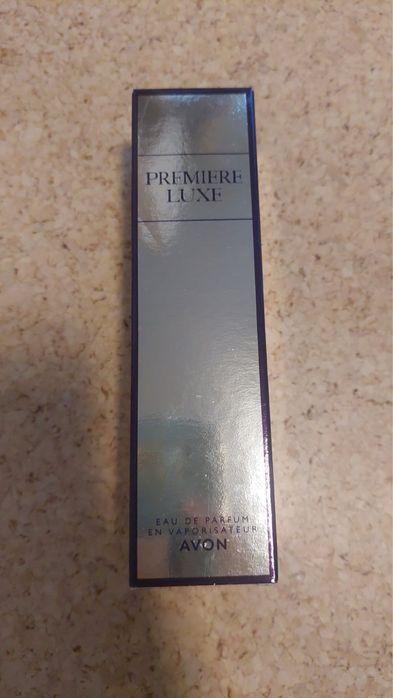 PREMIERE
LUXE
EAU DE PARFUM
EN VAPORISATEUR
AVON